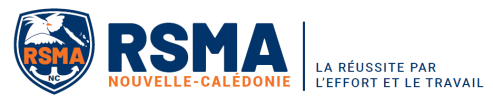 RSMA
NC
RSMA
NOUVELLE-CALÉDONIE
LA RÉUSSITE PAR
L'EFFORT ET LE TRAVAIL